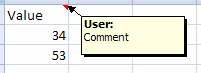 Value
User:
Comment
34
53